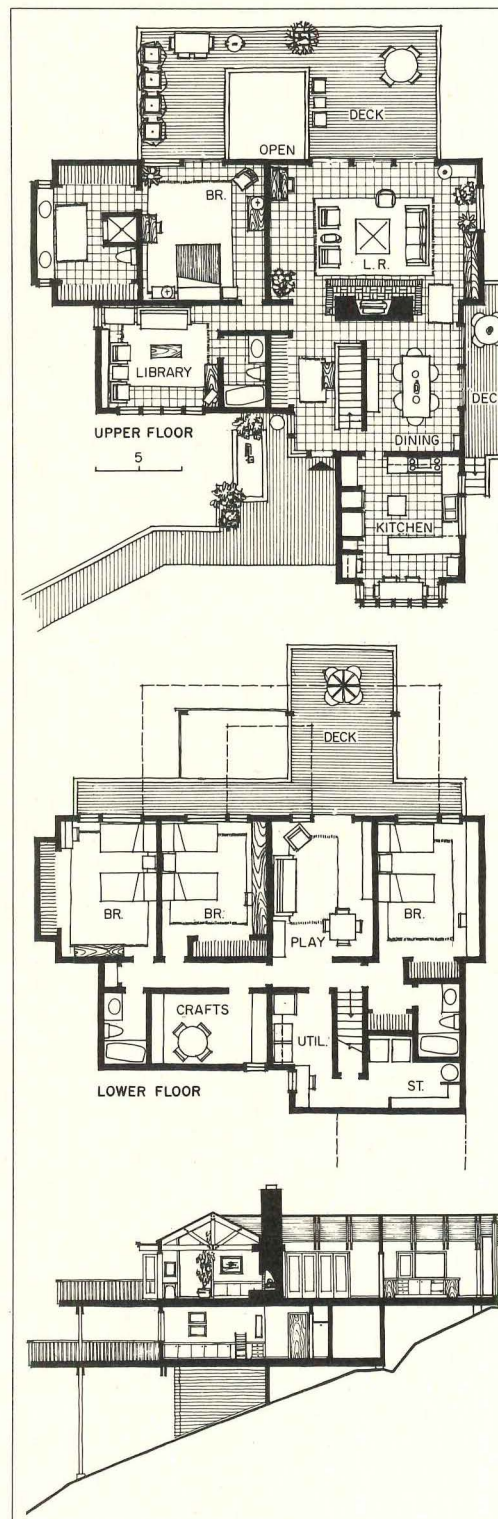 DECK
OPEN
BR.
L.R.
LIBRARY
DEC
UPPER FLOOR
5
DINING
KITCHEN
DECK
BR.
BR.
PLAY
BR.
CRAFTS
UTIL.
ST.
LOWER FLOOR